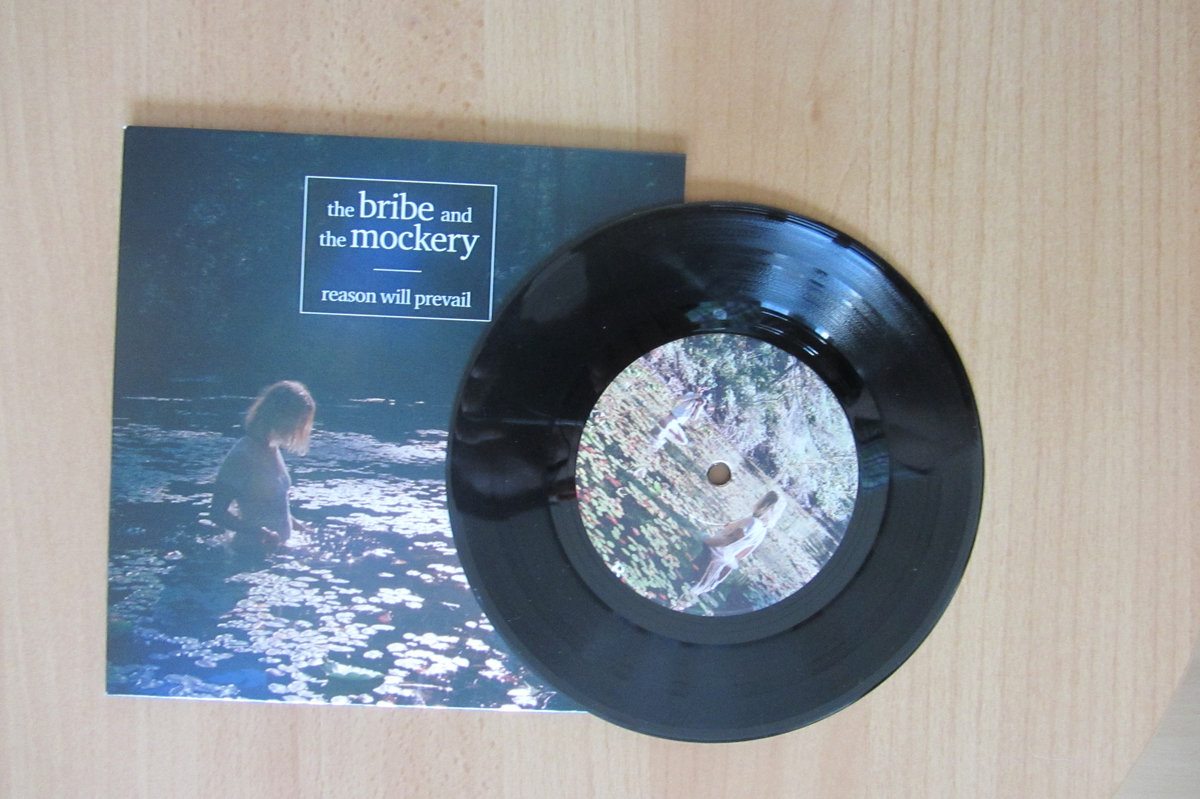 the bribe and
the mockery
reason will prevail